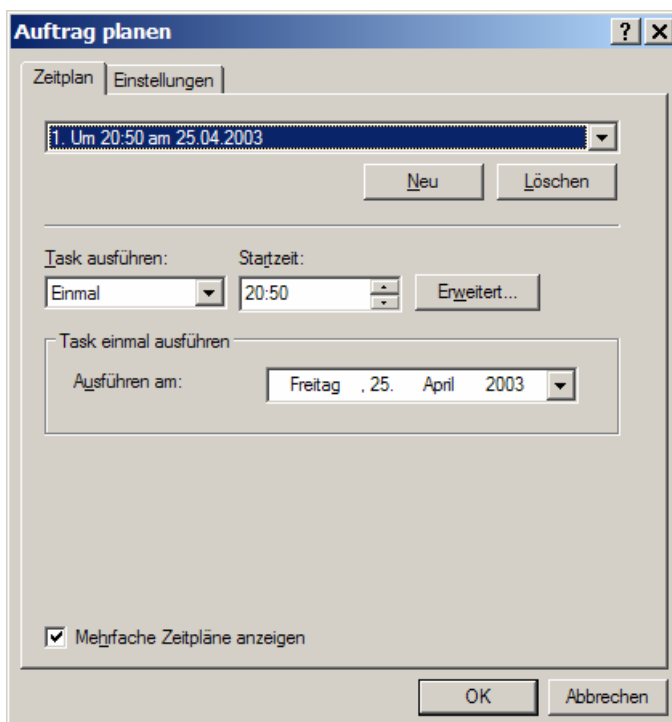 Auftrag planen
Zeitplan Einstellungen
1. Um 20:50 am 25.04.2003
Neu Löschen
Task ausführen: Startzeit:
Einmal 20:50 Erweitert...
Task einmal ausführen
Ausführen am: Freitag , 25. April 2003
Mehrfache Zeitpläne anzeigen
OK Abbrechen